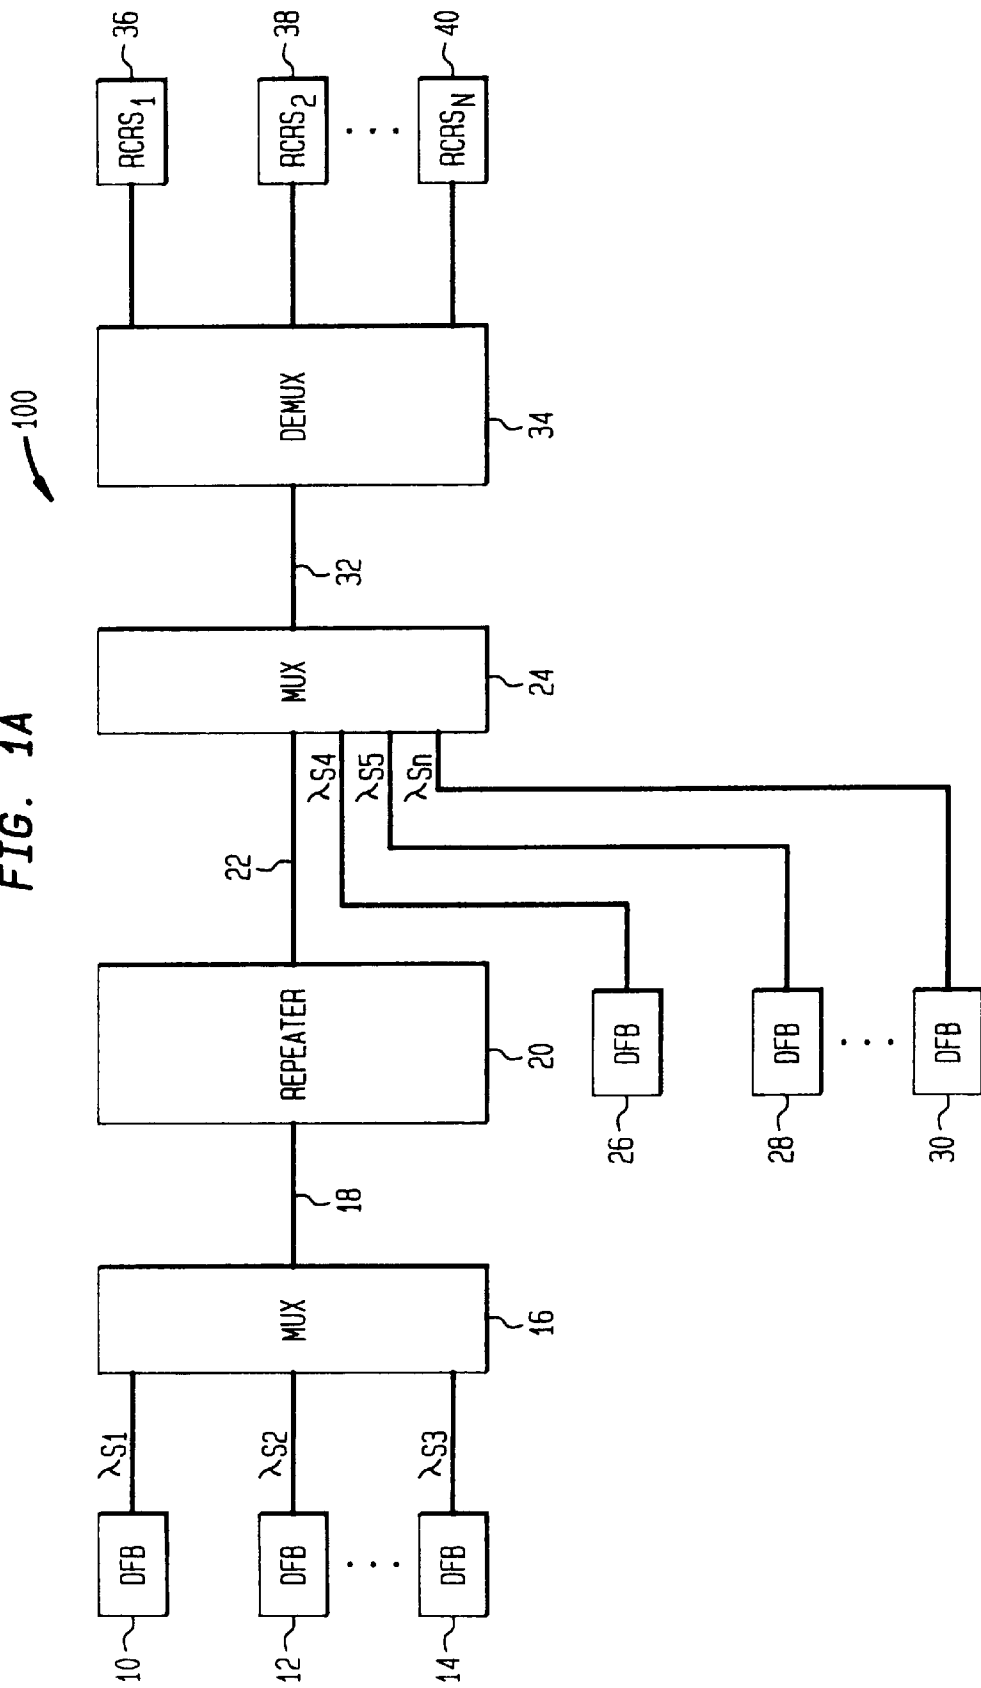 FIG. 1A
100
10
DFB
λS1
12
DFB
λS2
. . .
14
DFB
λS3
MUX
16
18
REPEATER
20
22
26
DFB
λS4
28
DFB
λS5
. . .
30
DFB
λSn
MUX
24
32
DEMUX
34
RCRS1
36
RCRS2
38
. . .
RCRSN
40